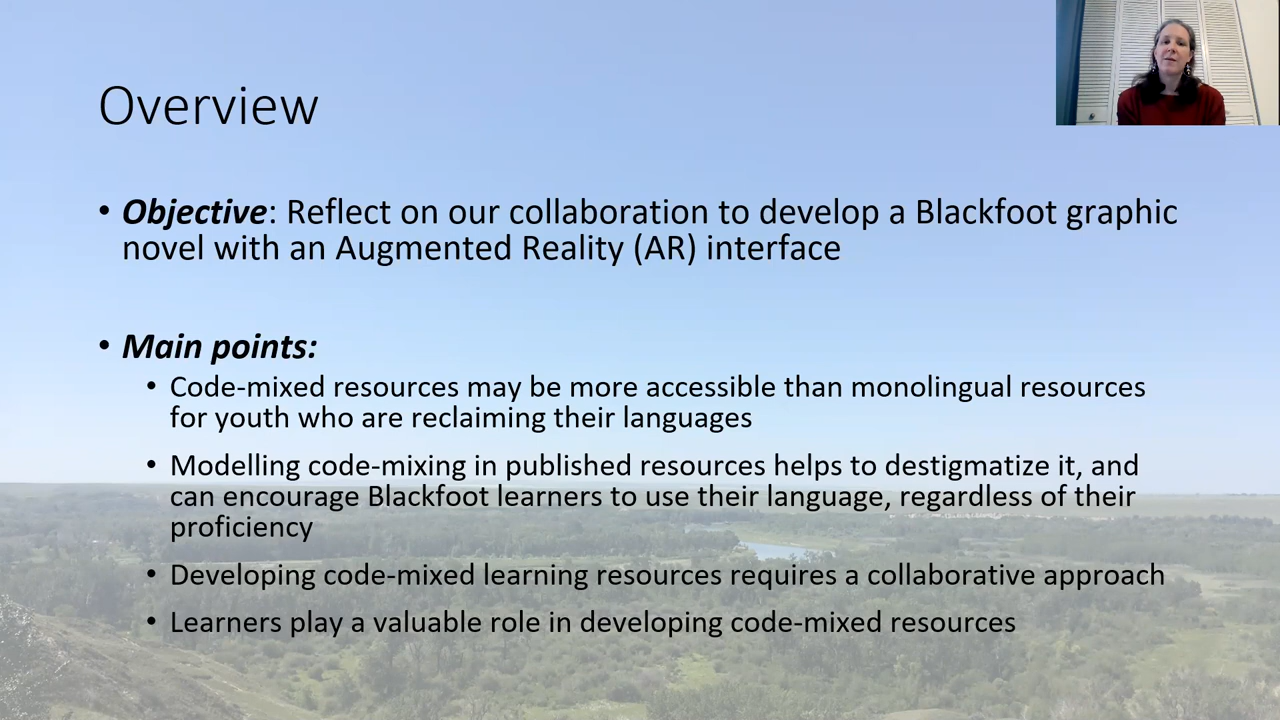 Overview
• Objective: Reflect on our collaboration to develop a Blackfoot graphic
novel with an Augmented Reality (AR) interface
• Main points:
• Code-mixed resources may be more accessible than monolingual resources
for youth who are reclaiming their languages
• Modelling code-mixing in published resources helps to destigmatize it, and
can encourage Blackfoot learners to use their language, regardless of their
proficiency
• Developing code-mixed learning resources requires a collaborative approach
• Learners play a valuable role in developing code-mixed resources